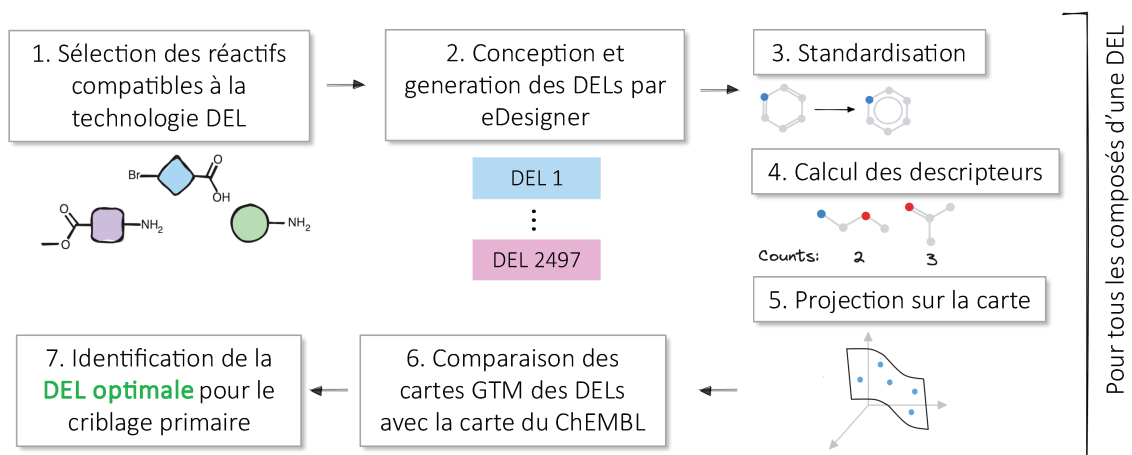 1. Sélection des réactifs
compatibles à la
technologie DEL
Br
O
OH
O
O
NH2
NH2
2. Conception et
generation des DELs par
eDesigner
DEL 1
⋮
DEL 2497
3. Standardisation
4. Calcul des descripteurs
Counts: 2 3
5. Projection sur la carte
Pour tous les composés d’une DEL
6. Comparaison des
cartes GTM des DELs
avec la carte du ChEMBL
7. Identification de la
DEL optimale pour le
criblage primaire